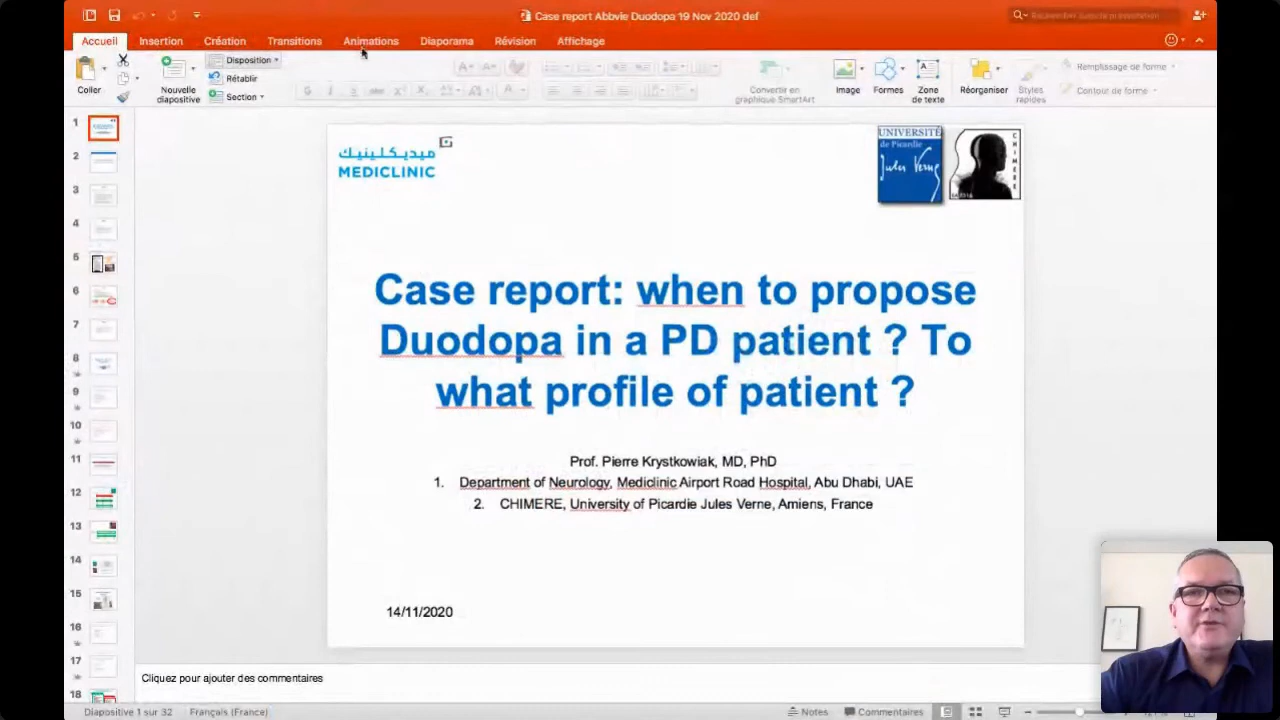 Case report Abbvie Duodopa 19 Nov 2020 def
Rechercher dans la présentation
Accueil
Insertion
Création
Transitions
Animations
Diaporama
Révision
Affichage
Coller
Nouvelle
diapositive
Disposition
Rétablir
Section
Convertir en
graphique SmartArt
Image
Formes
Zone
de texte
Réorganiser
Styles
rapides
Remplissage de forme
Contour de forme
1
2
3
4
5
6
7
8
9
10
11
12
13
14
15
16
17
18
ميديكلينيك
MEDICLINIC
UNIVERSITÉ
de Picardie
Jules Verne
CHIMERE
Case report: when to propose
Duodopa in a PD patient ? To
what profile of patient ?
Prof. Pierre Krystkowiak, MD, PhD
1. Department of Neurology, Mediclinic Airport Road Hospital, Abu Dhabi, UAE
2. CHIMERE, University of Picardie Jules Verne, Amiens, France
14/11/2020
Cliquez pour ajouter des commentaires
Diapositive 1 sur 32
Français (France)
Notes
Commentaires